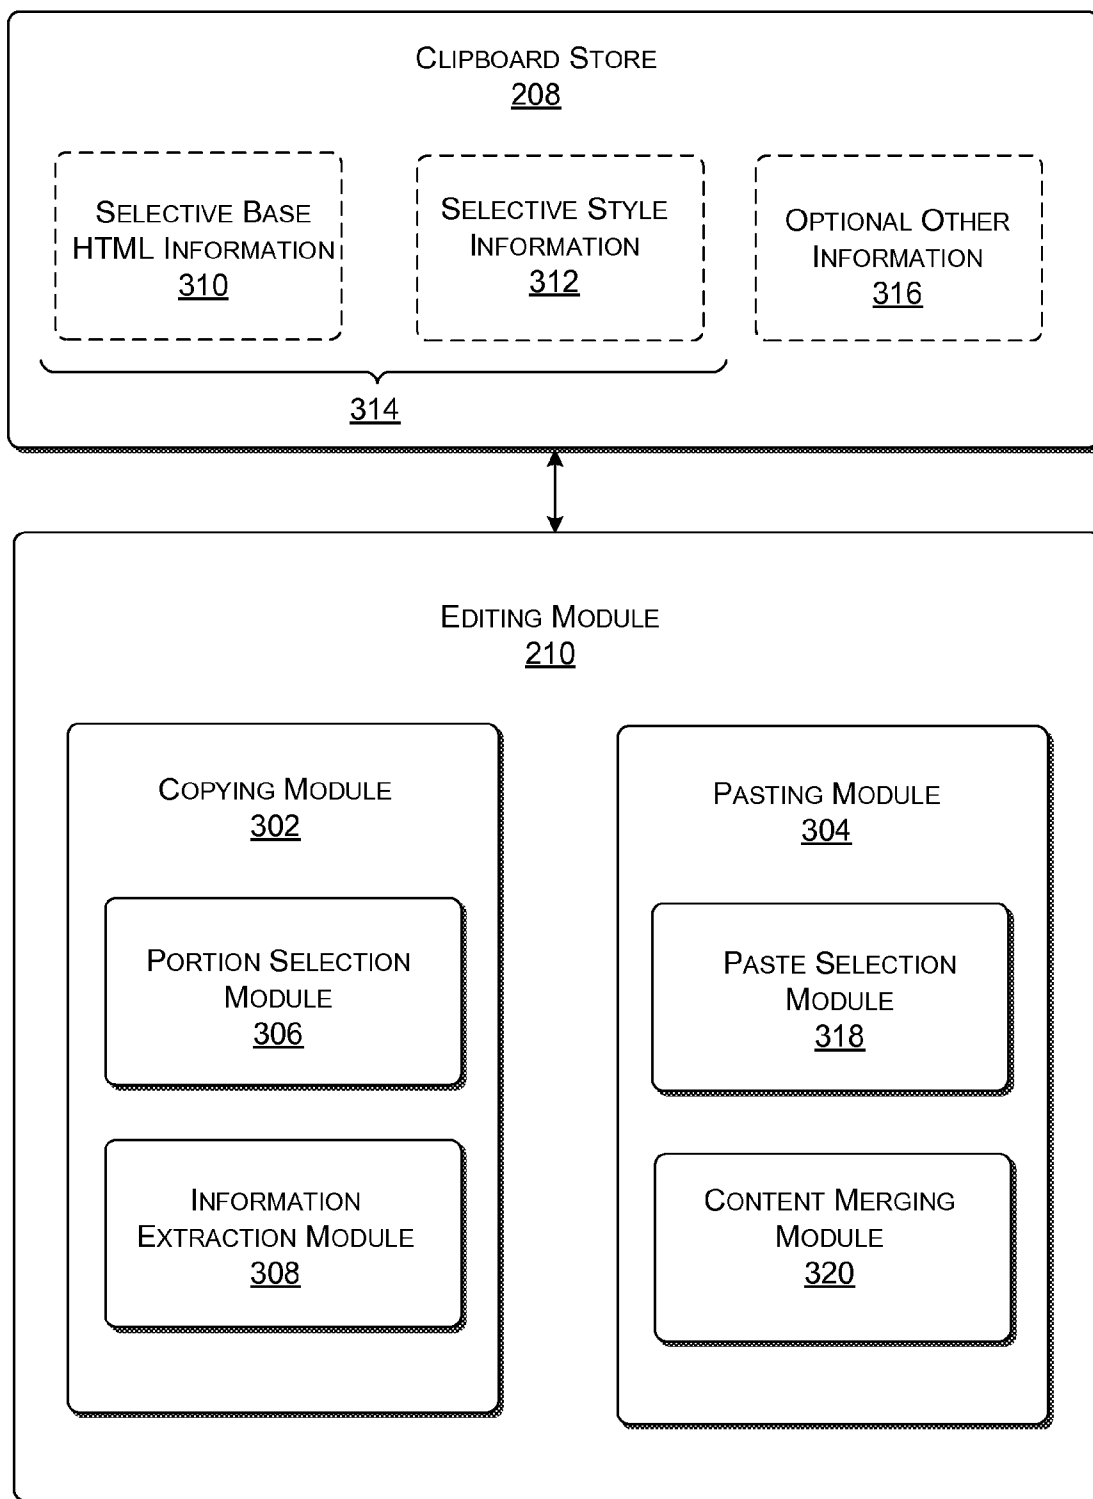 CLIPBOARD STORE
208
SELECTIVE BASE
HTML INFORMATION
310
SELECTIVE STYLE
INFORMATION
312
OPTIONAL OTHER
INFORMATION
316
314
EDITING MODULE
210
COPYING MODULE
302
PORTION SELECTION
MODULE
306
INFORMATION
EXTRACTION MODULE
308
PASTING MODULE
304
PASTE SELECTION
MODULE
318
CONTENT MERGING
MODULE
320